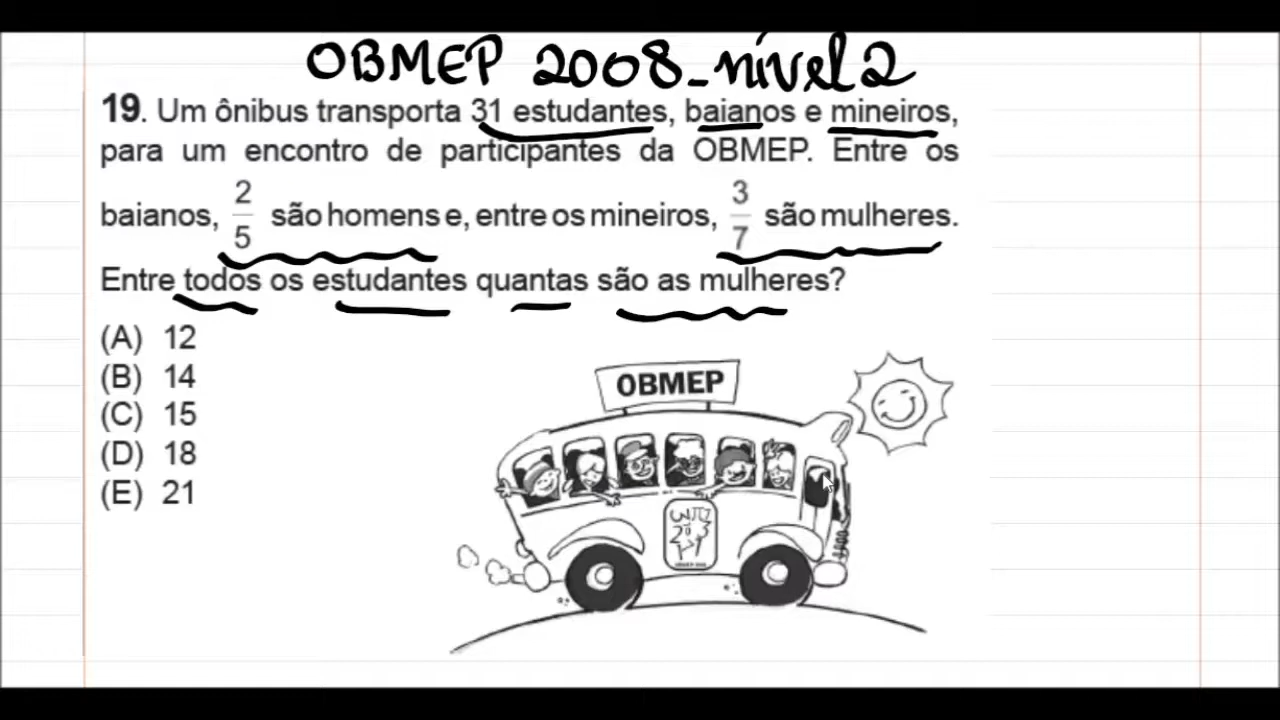 OBMEP 2008_nível 2
19. Um ônibus transporta 31 estudantes, baianos e mineiros,
para um encontro de participantes da OBMEP. Entre os
baianos, 2/5 são homens e, entre os mineiros, 3/7 são mulheres.
Entre todos os estudantes quantas são as mulheres?
(A) 12
(B) 14
(C) 15
(D) 18
(E) 21
OBMEP